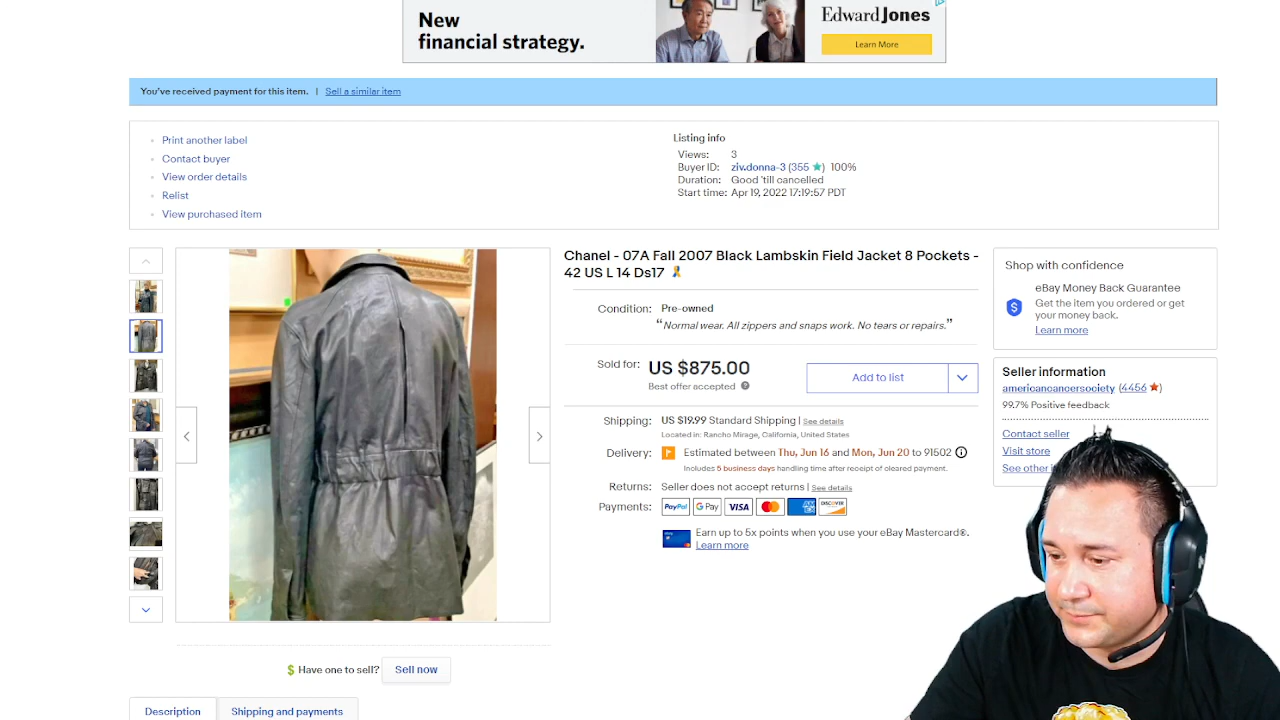 New
financial strategy.
Edward Jones
Learn More
You've received payment for this item. | Sell a similar item
Print another label
Contact buyer
View order details
Relist
View purchased item
Listing info
Views: 3
Buyer ID: ziv.donna-3 (355 ) 100%
Duration: Good 'till cancelled
Start time: Apr 19, 2022 17:19:57 PDT
Chanel - 07A Fall 2007 Black Lambskin Field Jacket 8 Pockets -
42 US L 14 Ds17
Condition: Pre-owned
“Normal wear. All zippers and snaps work. No tears or repairs.”
Sold for: US $875.00
Best offer accepted
Add to list
Shipping: US $19.99 Standard Shipping | See details
Located in: Rancho Mirage, California, United States
Delivery: Estimated between Thu, Jun 16 and Mon, Jun 20 to 91502
Includes 5 business days handling time after receipt of cleared payment.
Returns: Seller does not accept returns | See details
Payments: PayPal G Pay VISA DISCOVER
Earn up to 5x points when you use your eBay Mastercard®.
Learn more
Shop with confidence
eBay Money Back Guarantee
Get the item you ordered or get
your money back.
Learn more
Seller information
americancancersociety (4456 )
99.7% Positive feedback
Contact seller
Visit store
See other
$ Have one to sell? Sell now
Description
Shipping and payments